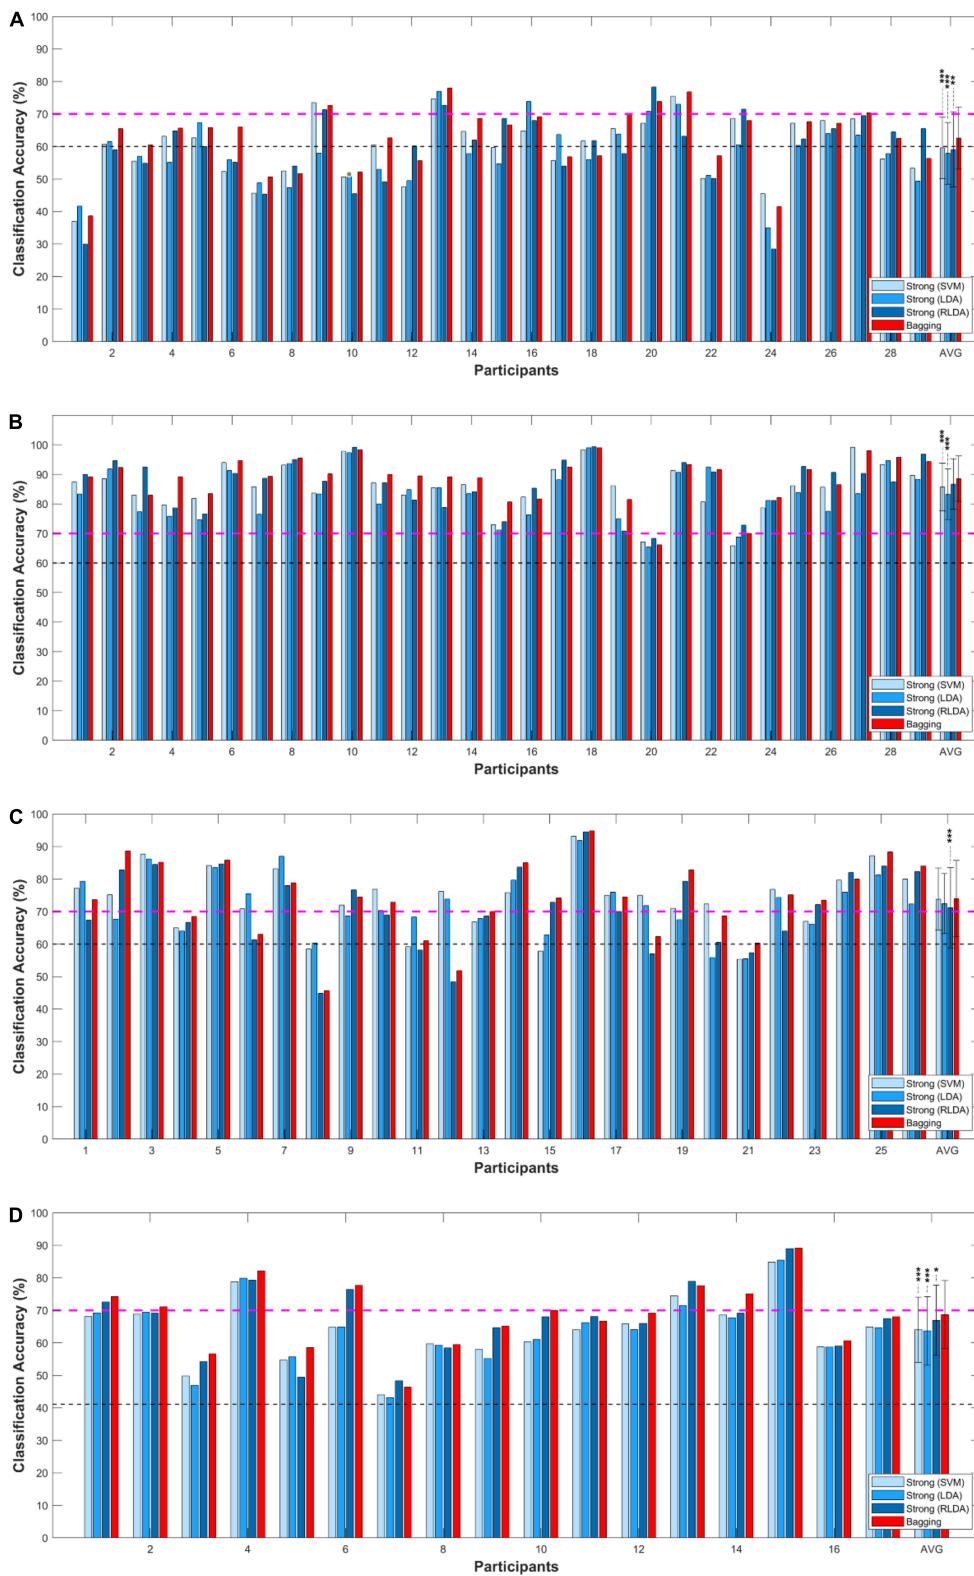 A
Classification Accuracy (%)
100
90
80
70
60
50
40
30
20
10
0
*** *** **
Strong (SVM)
Strong (LDA)
Strong (RLDA)
Bagging
2 4 6 8 10 12 14 16 18 20 22 24 26 28 AVG
Participants
B
Classification Accuracy (%)
100
90
80
70
60
50
40
30
20
10
0
*** ***
Strong (SVM)
Strong (LDA)
Strong (RLDA)
Bagging
2 4 6 8 10 12 14 16 18 20 22 24 26 28 AVG
Participants
C
Classification Accuracy (%)
100
90
80
70
60
50
40
30
20
10
0
***
Strong (SVM)
Strong (LDA)
Strong (RLDA)
Bagging
1 3 5 7 9 11 13 15 17 19 21 23 25 AVG
Participants
D
Classification Accuracy (%)
100
90
80
70
60
50
40
30
20
10
0
*** *** *
Strong (SVM)
Strong (LDA)
Strong (RLDA)
Bagging
2 4 6 8 10 12 14 16 AVG
Participants